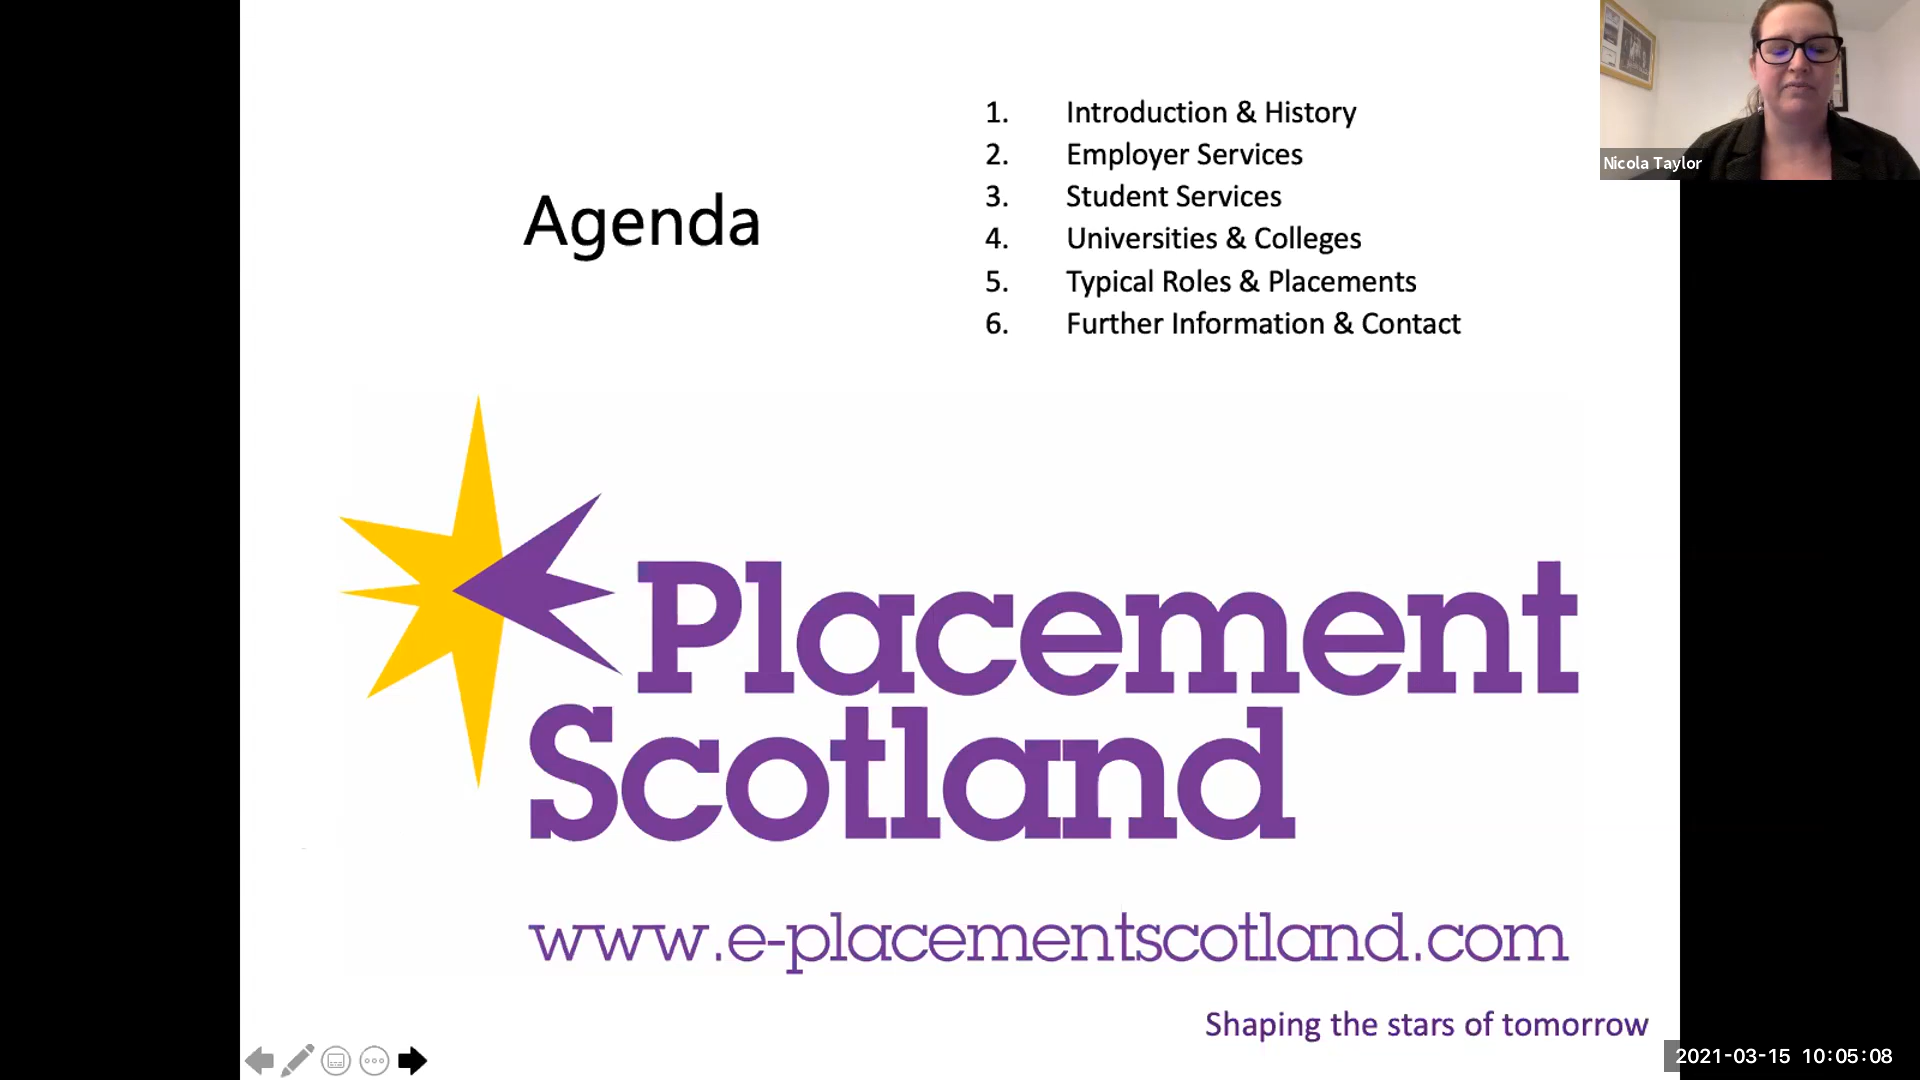 Agenda
1. Introduction & History
2. Employer Services
3. Student Services
4. Universities & Colleges
5. Typical Roles & Placements
6. Further Information & Contact
Nicola Taylor
Placement
Scotland
www.e-placementscotland.com
Shaping the stars of tomorrow
2021-03-15 10:05:08